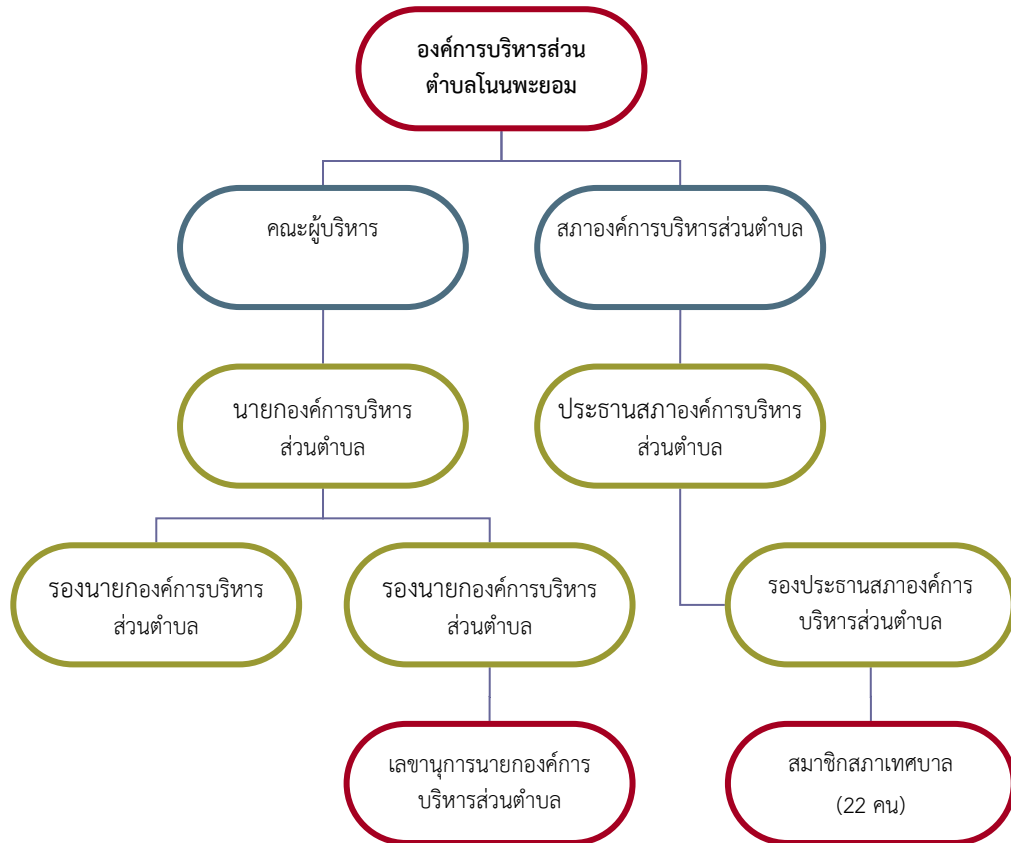 องค์การบริหารส่วน
ตำบลโนนพะยอม
คณะผู้บริหาร
สภาองค์การบริหารส่วนตำบล
นายกองค์การบริหาร
ส่วนตำบล
ประธานสภาองค์การบริหาร
ส่วนตำบล
รองนายกองค์การบริหาร
ส่วนตำบล
รองนายกองค์การบริหาร
ส่วนตำบล
รองประธานสภาองค์การ
บริหารส่วนตำบล
เลขานุการนายกองค์การ
บริหารส่วนตำบล
สมาชิกสภาเทศบาล
(22 คน)